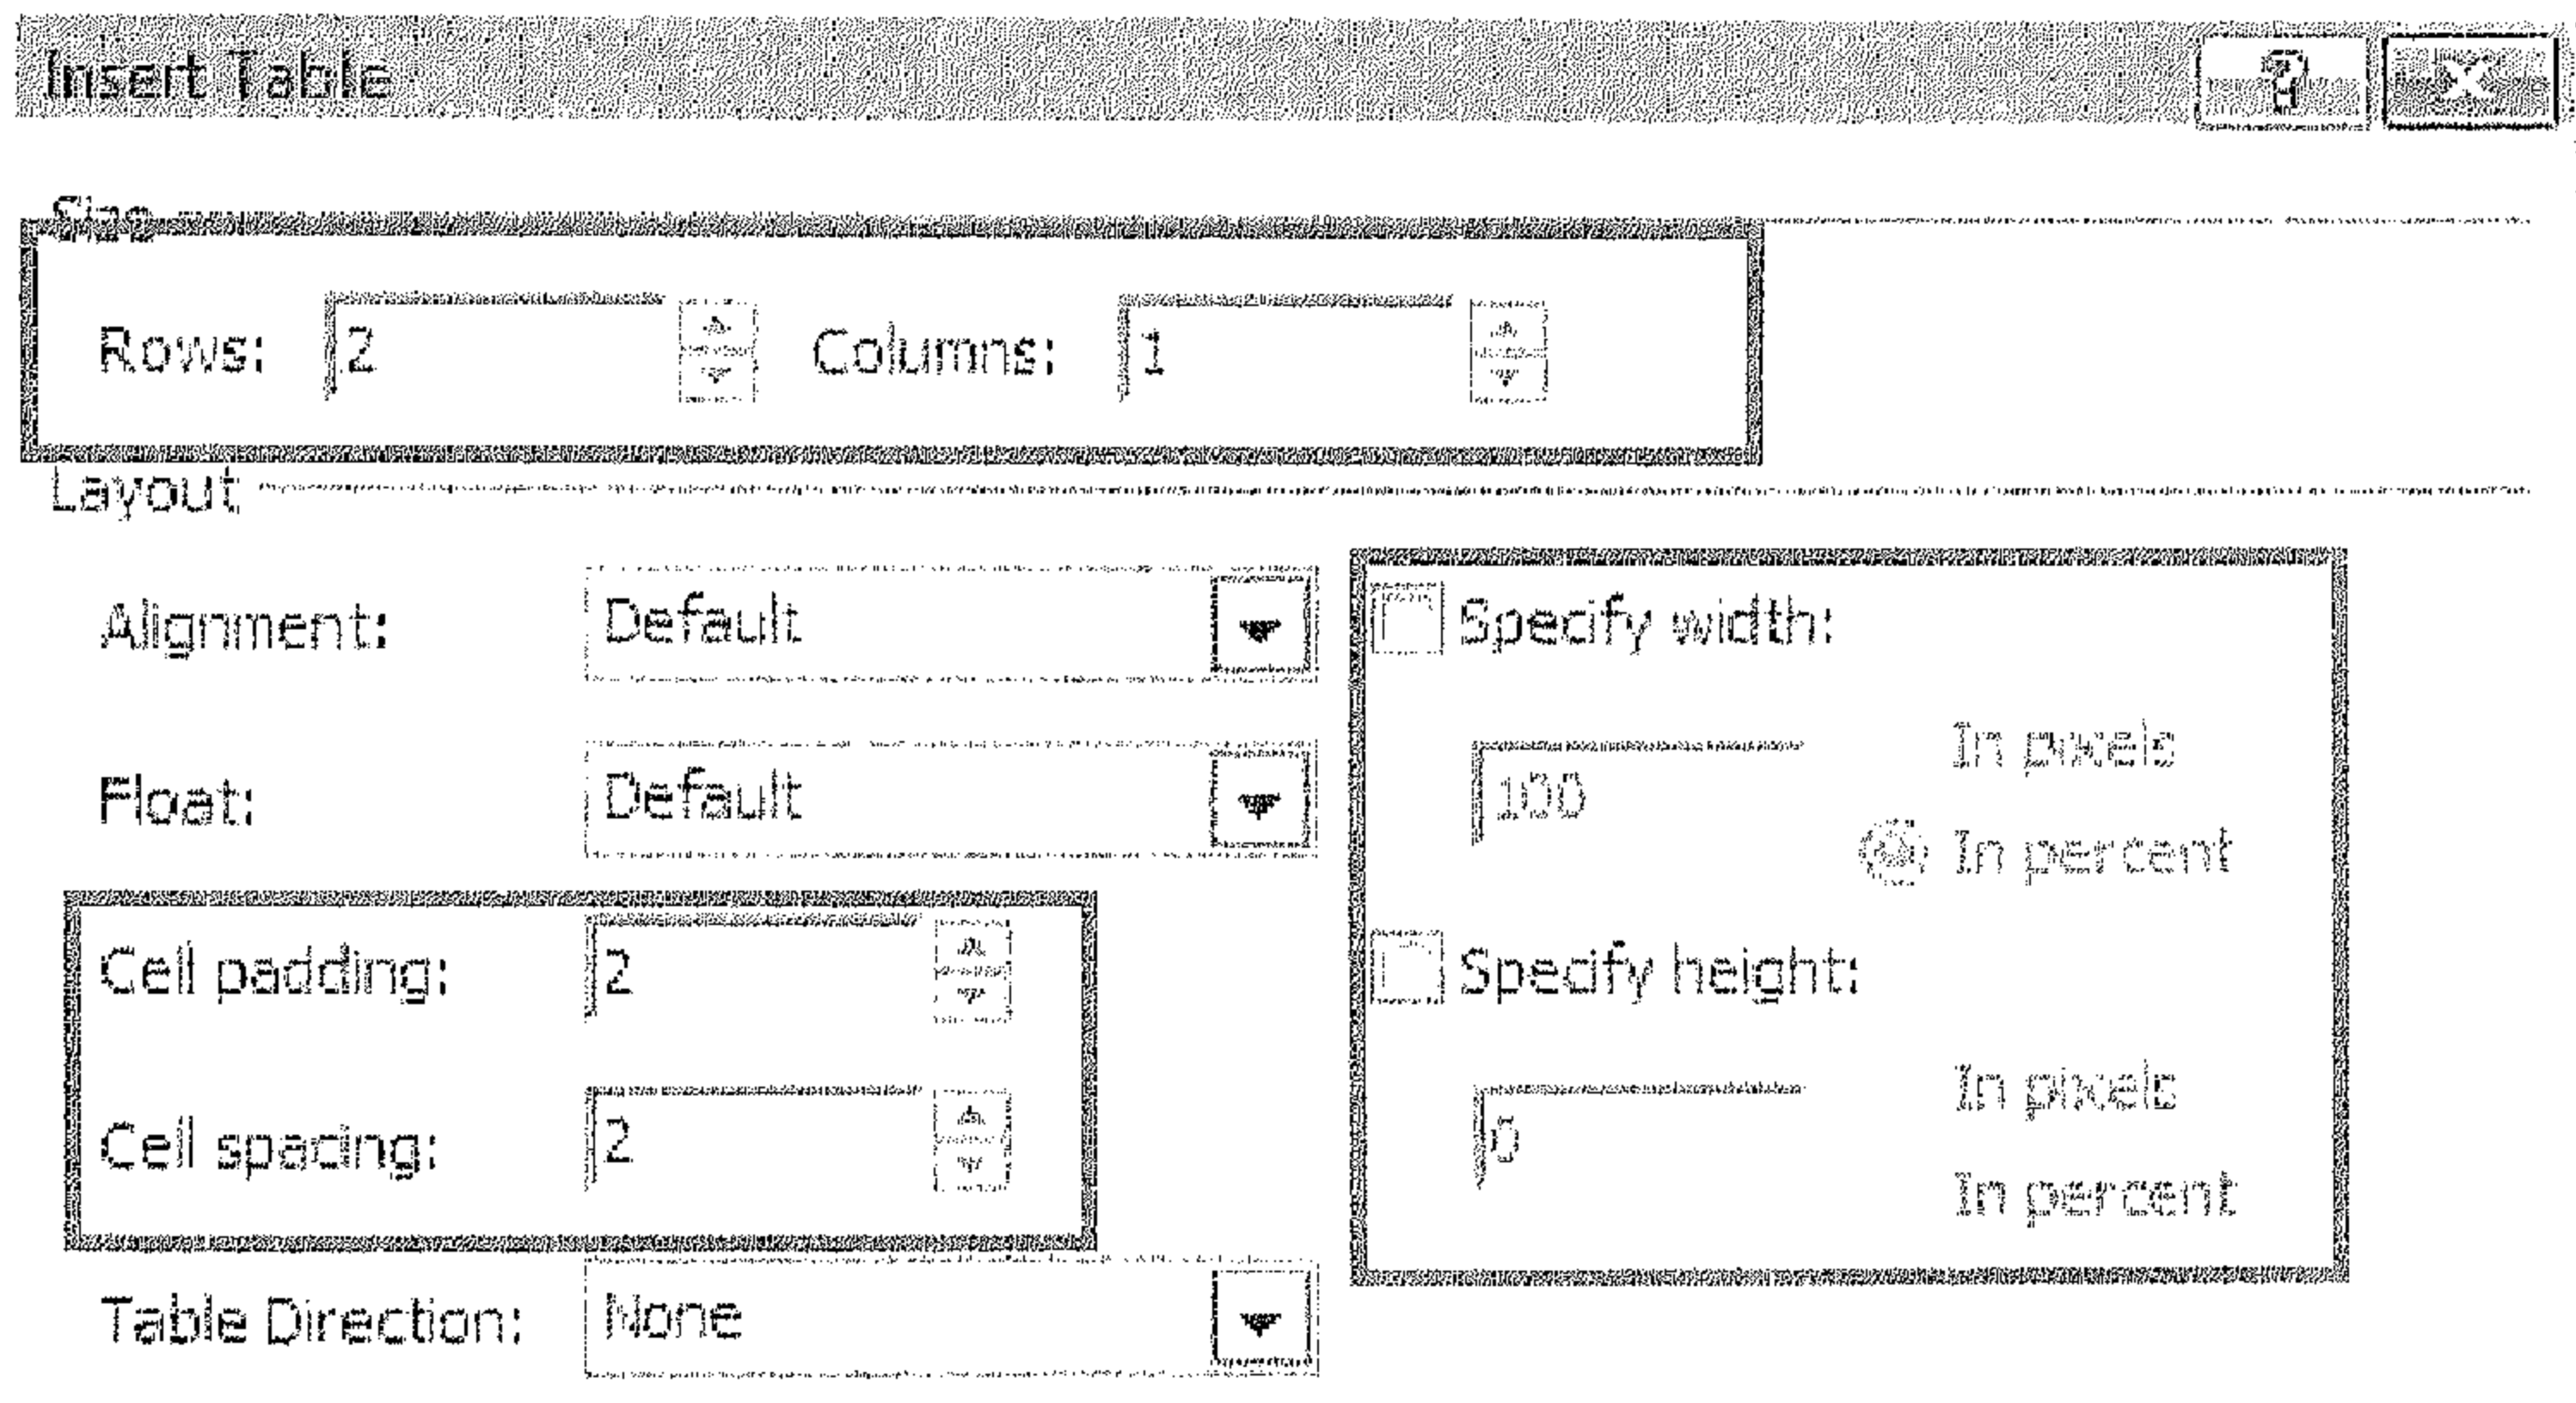 Insert Table
Size
Rows: 2 Columns: 1
Layout
Alignment: Default Specify width:
In pixels
Float: Default 100
In percent
Cell padding: 2 Specify height:
In pixels
Cell spacing: 2 0
In percent
Table Direction: None